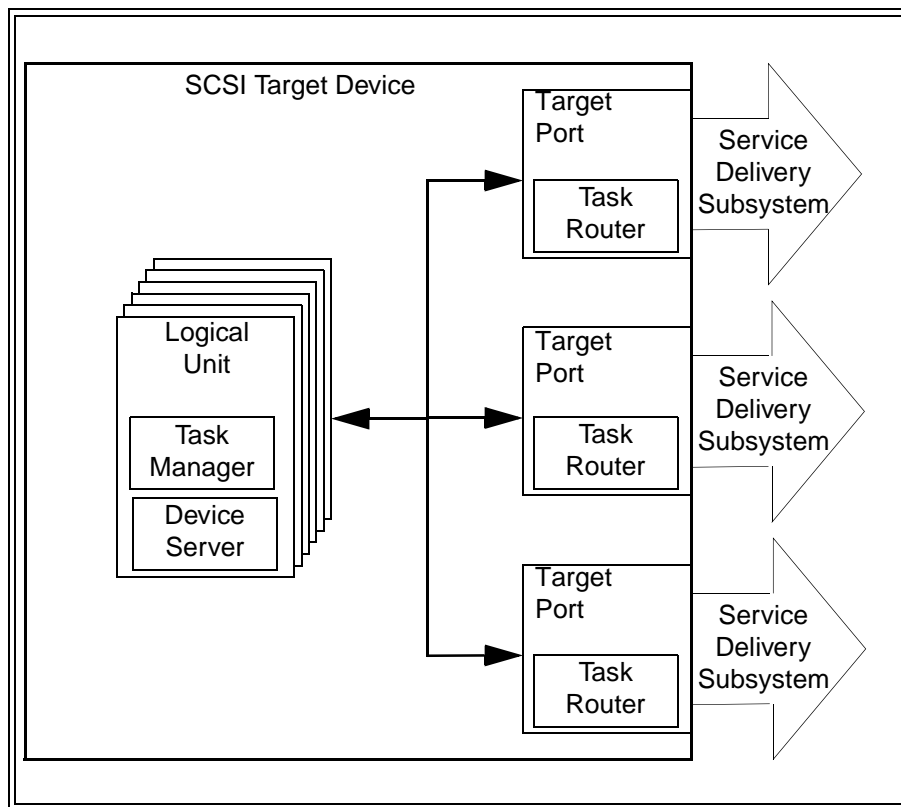 SCSI Target Device
Target
Port
Task
Router
Service
Delivery
Subsystem
Logical
Unit
Task
Manager
Device
Server
Target
Port
Task
Router
Service
Delivery
Subsystem
Target
Port
Task
Router
Service
Delivery
Subsystem